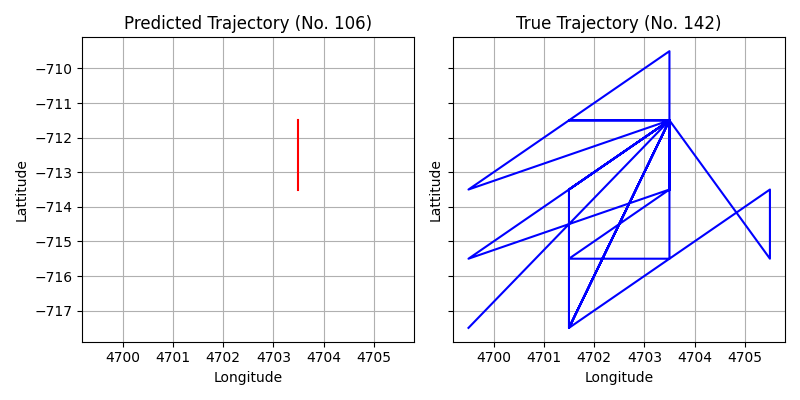 Predicted Trajectory (No. 106)
True Trajectory (No. 142)
−710
−711
−712
−713
−714
−715
−716
−717
Lattitude
Lattitude
4700 4701 4702 4703 4704 4705
4700 4701 4702 4703 4704 4705
Longitude
Longitude